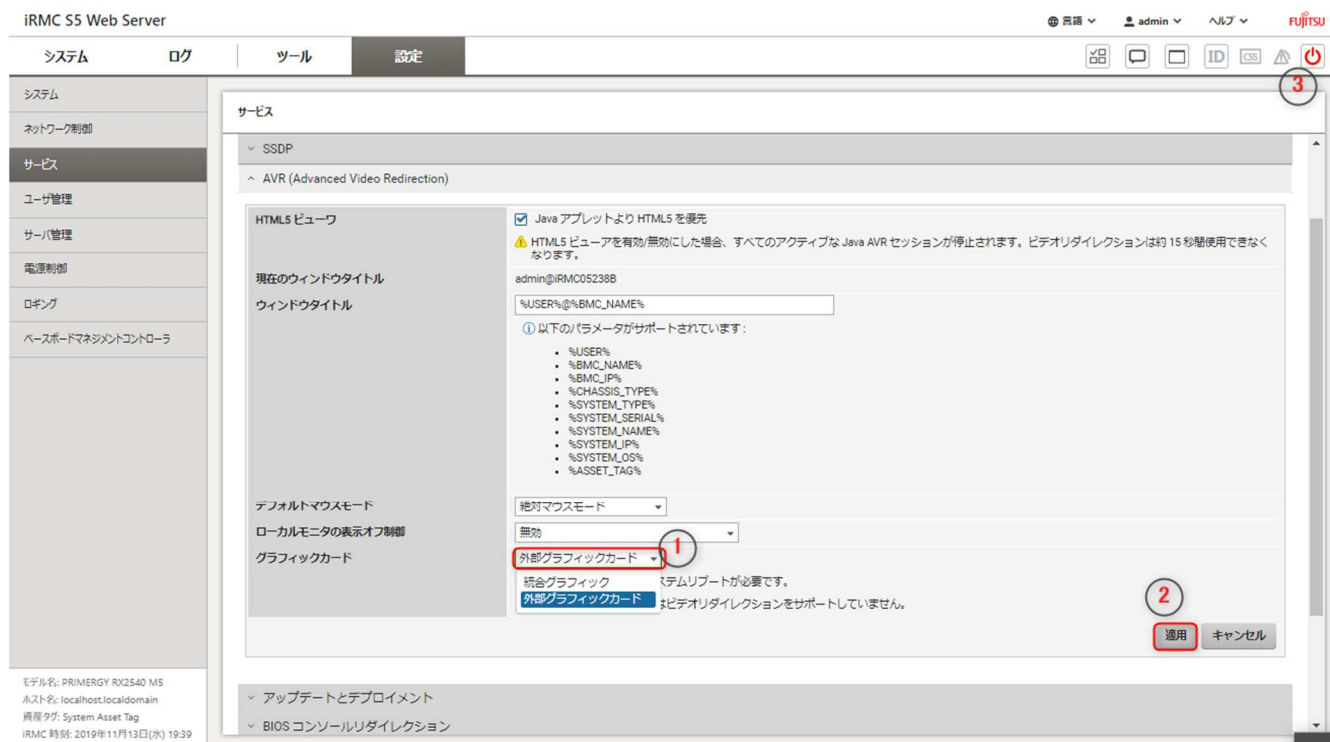 iRMC S5 Web Server
言語
admin
ヘルプ
FUJITSU
システム
ログ
ツール
設定
ID
CSS
3
システム
ネットワーク制御
サービス
ユーザ管理
サーバ管理
電源制御
ロギング
ベースボードマネジメントコントローラ
サービス
SSDP
AVR (Advanced Video Redirection)
HTML5 ビューワ
Java アプレットより HTML5 を優先
HTML5 ビューアを有効/無効にした場合、すべてのアクティブな Java AVR セッションが停止されます。ビデオリダイレクションは約 15 秒間使用できなく
なります。
現在のウィンドウタイトル
admin@iRMC05238B
ウィンドウタイトル
%USER%@%BMC_NAME%
以下のパラメータがサポートされています:
%USER%
%BMC_NAME%
%BMC_IP%
%CHASSIS_TYPE%
%SYSTEM_TYPE%
%SYSTEM_SERIAL%
%SYSTEM_NAME%
%SYSTEM_IP%
%SYSTEM_OS%
%ASSET_TAG%
デフォルトマウスモード
絶対マウスモード
ローカルモニタの表示オフ制御
無効
グラフィックカード
外部グラフィックカード
1
統合グラフィック
ステムリブートが必要です。
外部グラフィックカード
はビデオリダイレクションをサポートしていません。
2
適用
キャンセル
アップデートとデプロイメント
BIOS コンソールリダイレクション
モデル名: PRIMERGY RX2540 M5
ホスト名: localhost.localdomain
資産タグ: System Asset Tag
iRMC 時刻: 2019年11月13日(水) 19:39